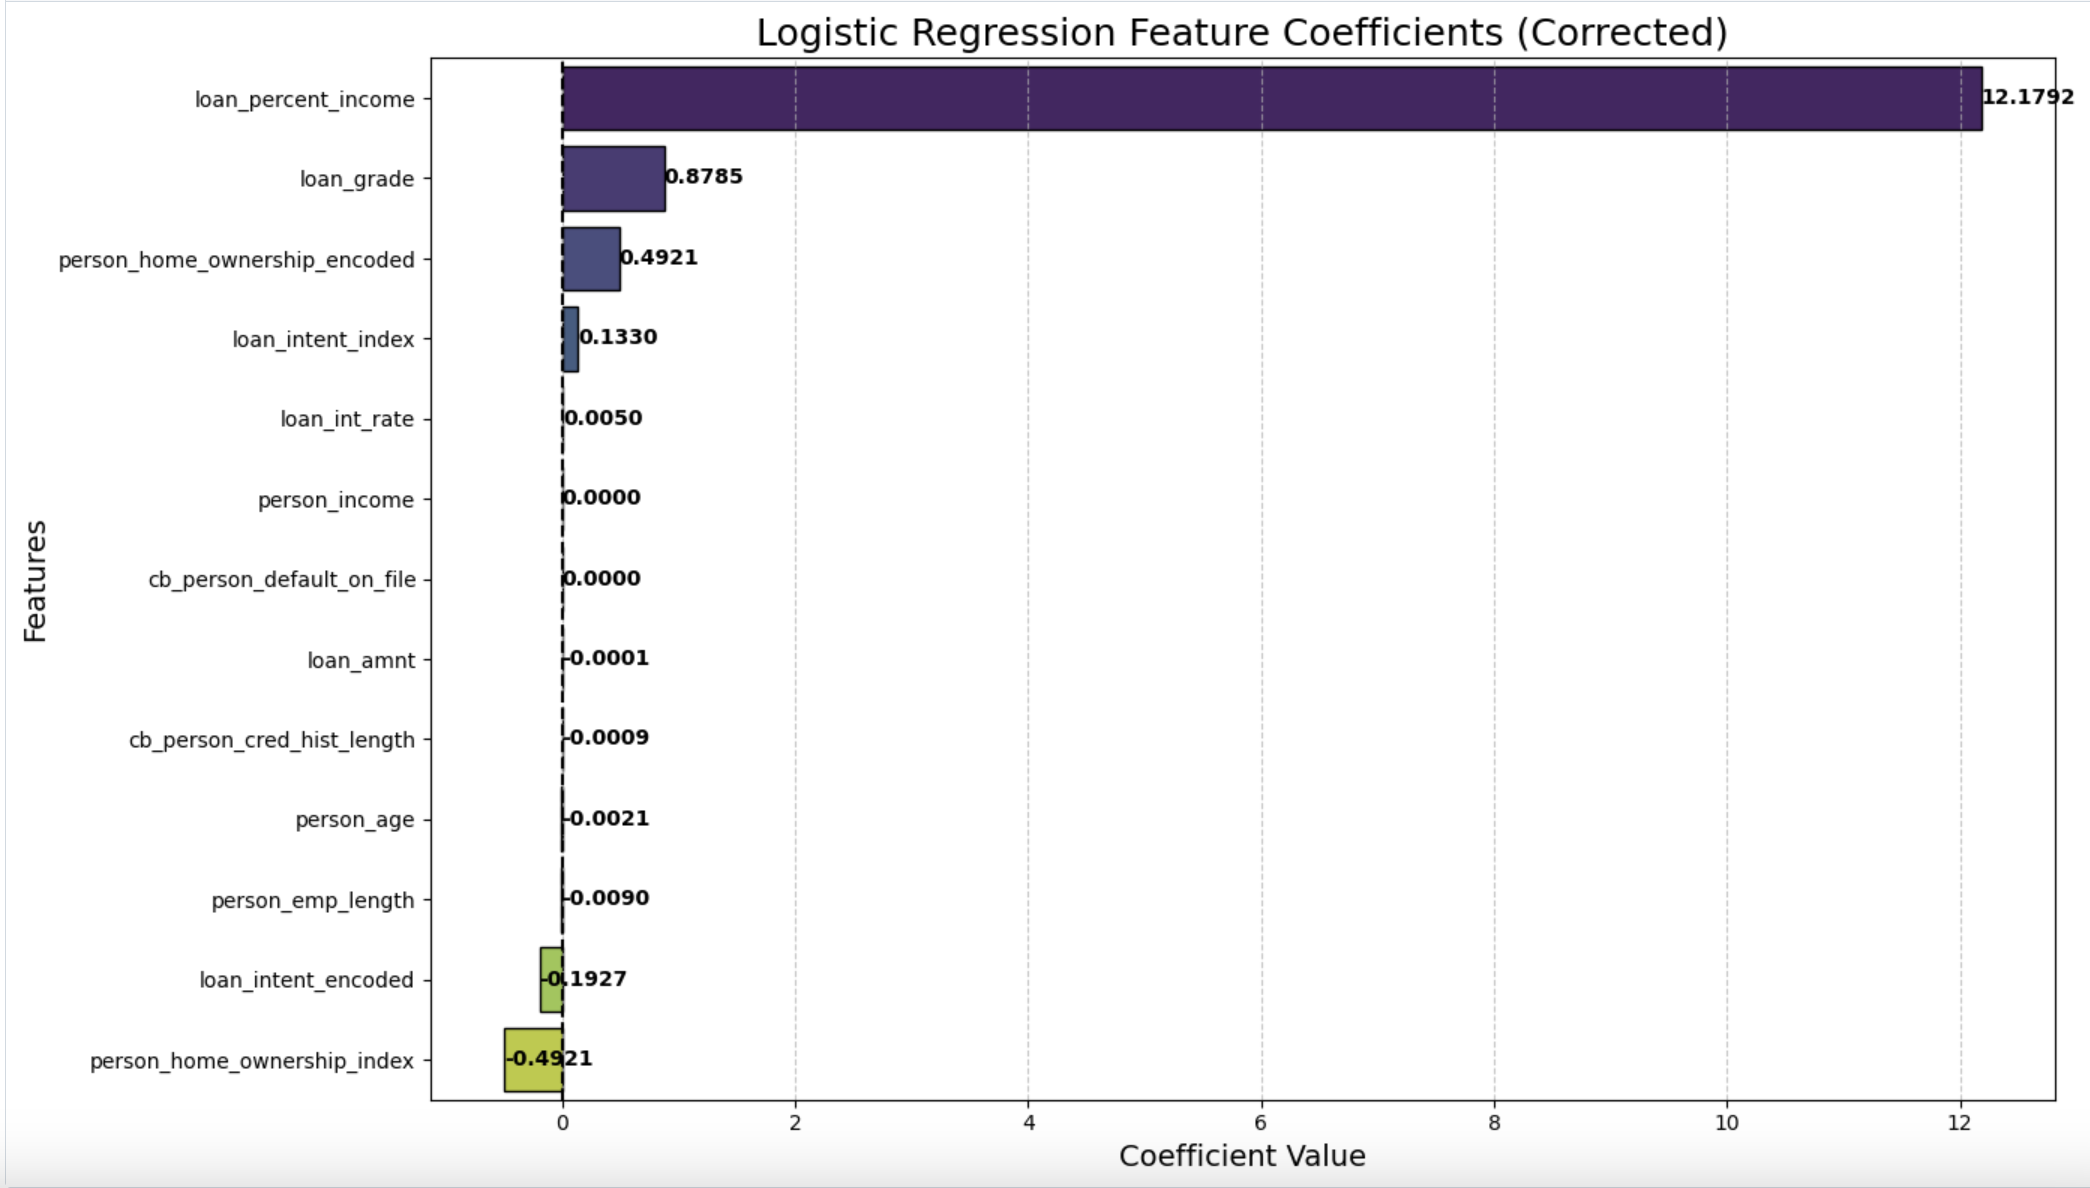 Logistic Regression Feature Coefficients (Corrected)
loan_percent_income 12.1792
loan_grade 0.8785
person_home_ownership_encoded 0.4921
loan_intent_index 0.1330
loan_int_rate 0.0050
person_income 0.0000
cb_person_default_on_file 0.0000
loan_amnt -0.0001
cb_person_cred_hist_length -0.0009
person_age -0.0021
person_emp_length -0.0090
loan_intent_encoded -0.1927
person_home_ownership_index -0.4921
Features
0 2 4 6 8 10 12
Coefficient Value